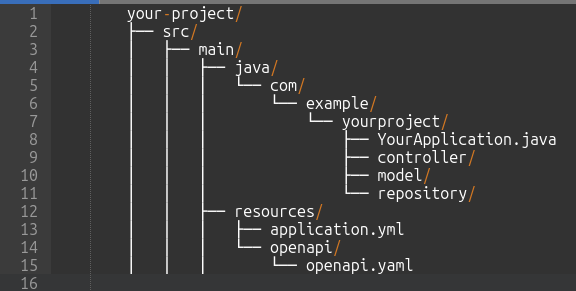 1 your-project/
2 ├── src/
3 │   ├── main/
4 │   │   ├── java/
5 │   │   │   └── com/
6 │   │   │       └── example/
7 │   │   │           └── yourproject/
8 │   │   │               ├── YourApplication.java
9 │   │   │               ├── controller/
10 │   │   │               ├── model/
11 │   │   │               └── repository/
12 │   │   ├── resources/
13 │   │   │   ├── application.yml
14 │   │   │   └── openapi/
15 │   │   │       └── openapi.yaml
16